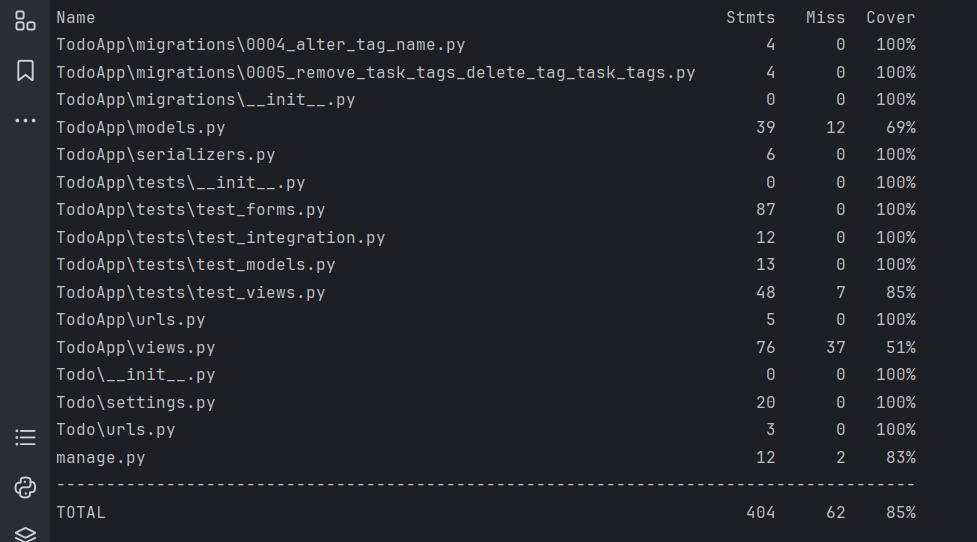 Name Stmts Miss Cover
TodoApp\migrations\0004_alter_tag_name.py 4 0 100%
TodoApp\migrations\0005_remove_task_tags_delete_tag_task_tags.py 4 0 100%
TodoApp\migrations\__init__.py 0 0 100%
TodoApp\models.py 39 12 69%
TodoApp\serializers.py 6 0 100%
TodoApp\tests\__init__.py 0 0 100%
TodoApp\tests\test_forms.py 87 0 100%
TodoApp\tests\test_integration.py 12 0 100%
TodoApp\tests\test_models.py 13 0 100%
TodoApp\tests\test_views.py 48 7 85%
TodoApp\urls.py 5 0 100%
TodoApp\views.py 76 37 51%
Todo\__init__.py 0 0 100%
Todo\settings.py 20 0 100%
Todo\urls.py 3 0 100%
manage.py 12 2 83%
--------------------------------------------------------------------------------------
TOTAL 404 62 85%